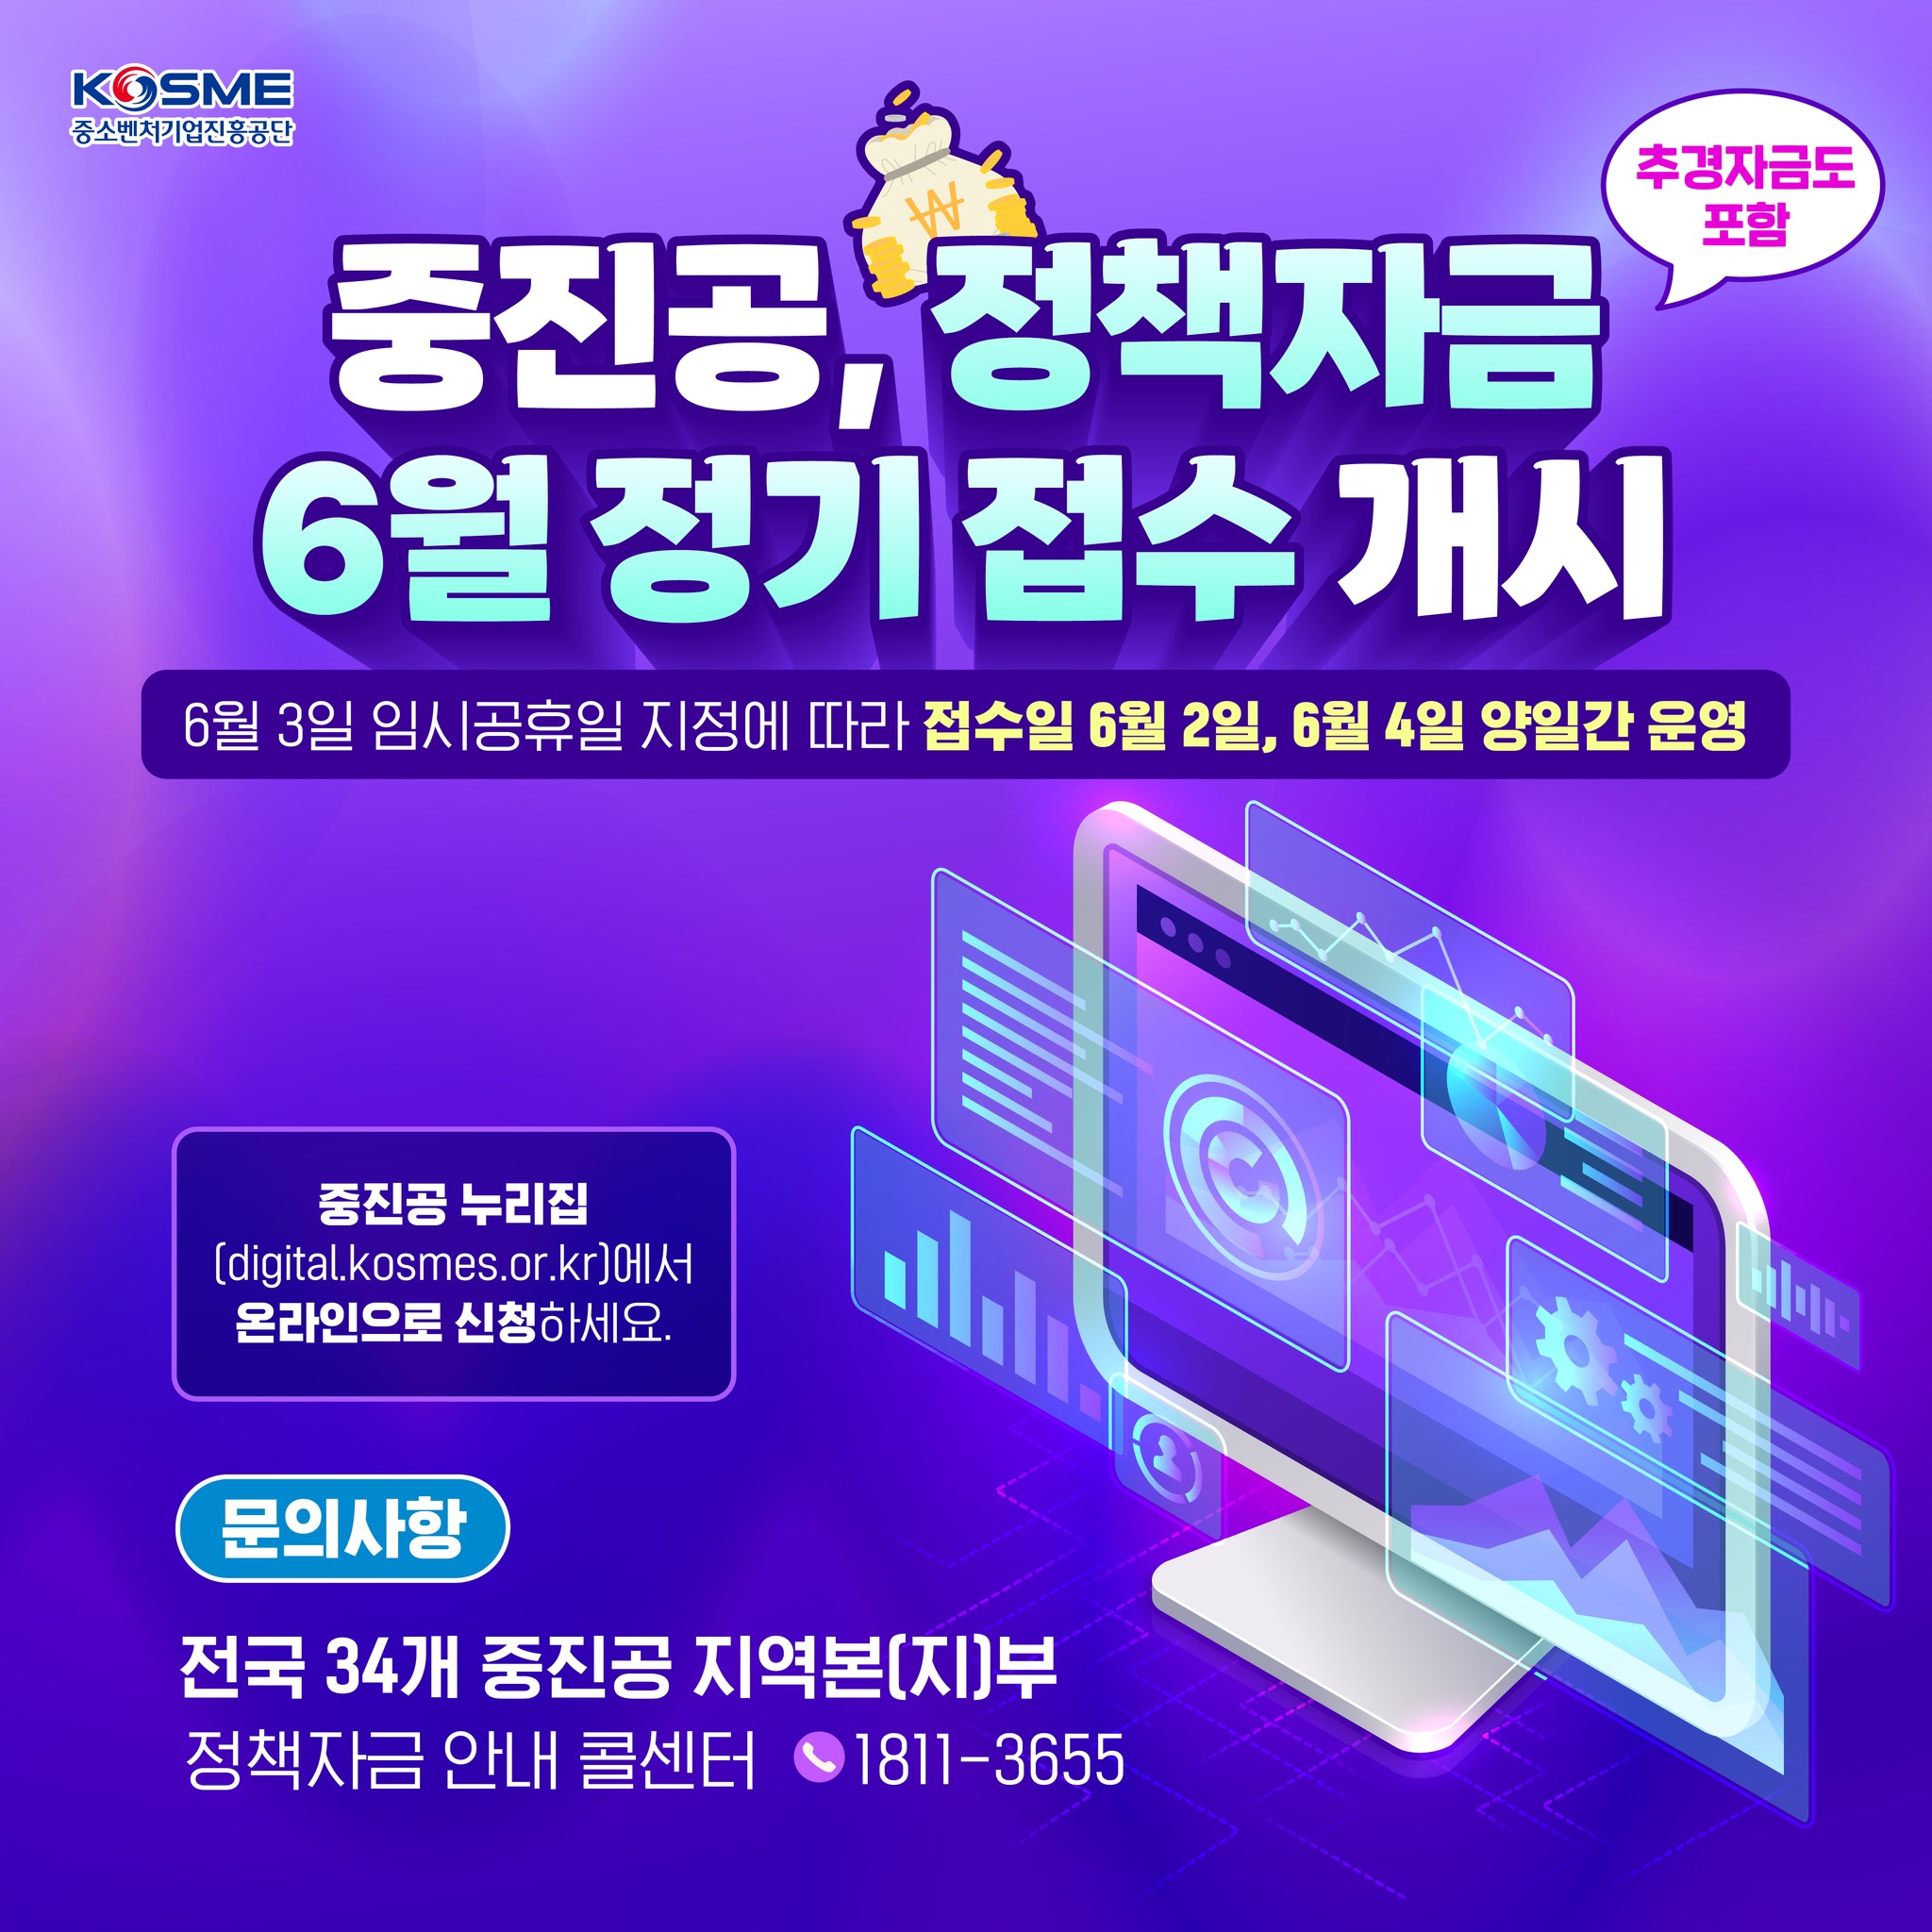 KOSME
중소벤처기업진흥공단
추경자금도
포함
₩
중진공, 정책자금
6월 정기 접수 개시
6월 3일 임시공휴일 지정에 따라 접수일 6월 2일, 6월 4일 양일간 운영
중진공 누리집
(digital.kosmes.or.kr)에서
온라인으로 신청하세요.
문의사항
전국 34개 중진공 지역본(지)부
정책자금 안내 콜센터 1811-3655